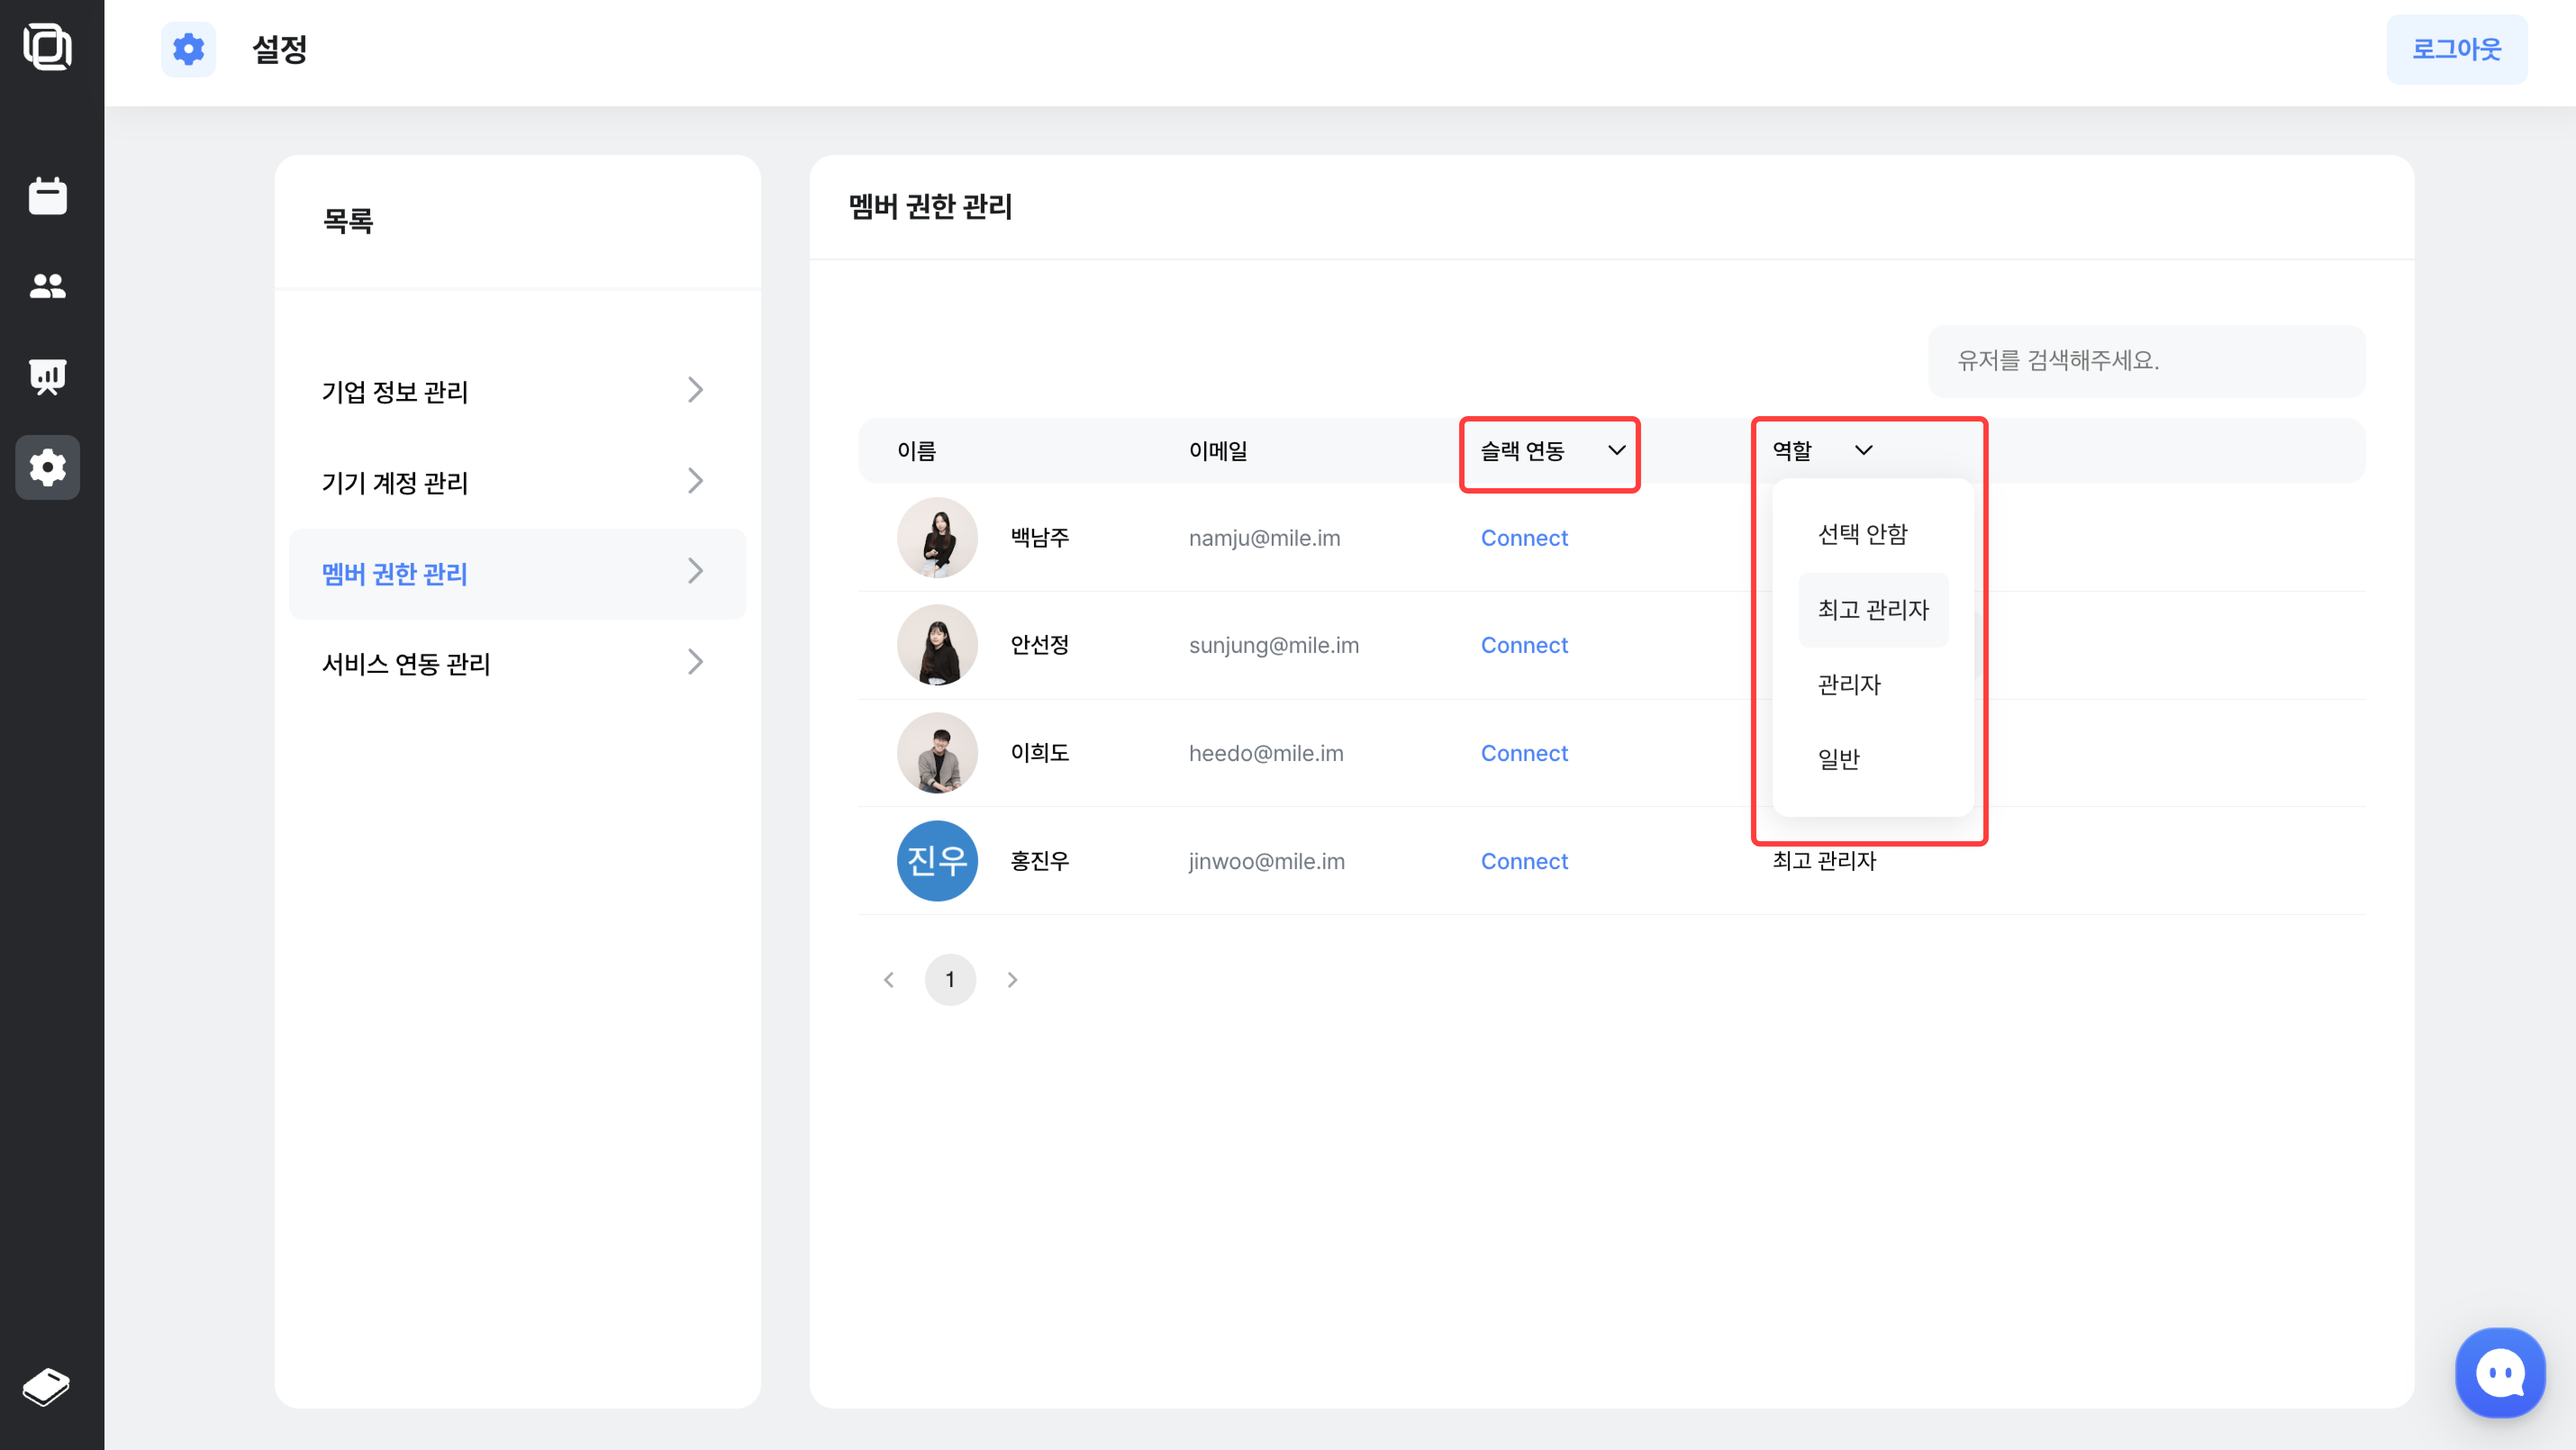 설정
로그아웃
목록
기업 정보 관리
기기 계정 관리
멤버 권한 관리
서비스 연동 관리
멤버 권한 관리
유저를 검색해주세요.
이름 이메일 슬랙 연동 역할
백남주 namju@mile.im Connect
안선정 sunjung@mile.im Connect
이희도 heedo@mile.im Connect
진우 홍진우 jinwoo@mile.im Connect 최고 관리자
선택 안함
최고 관리자
관리자
일반
1